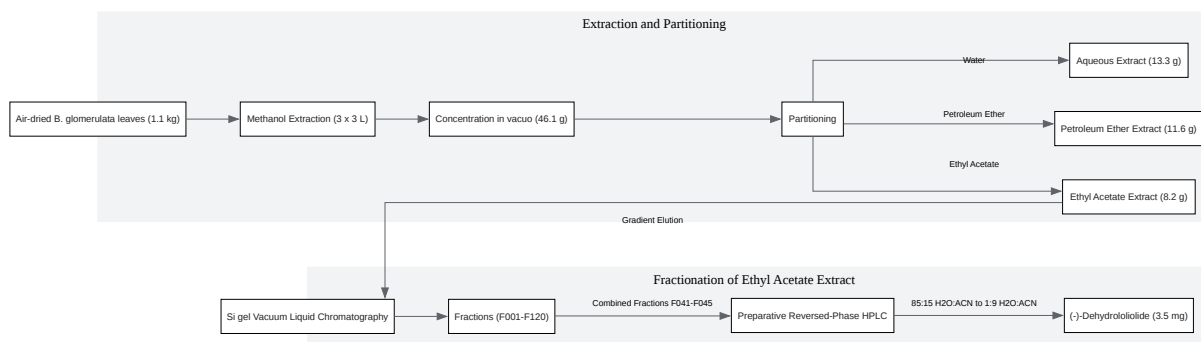 Extraction and Partitioning
Water
Aqueous Extract (13.3 g)
Air-dried B. glomerulata leaves (1.1 kg)
Methanol Extraction (3 x 3 L)
Concentration in vacuo (46.1 g)
Partitioning
Petroleum Ether
Petroleum Ether Extract (11.6 g)
Ethyl Acetate
Ethyl Acetate Extract (8.2 g)
Gradient Elution
Fractionation of Ethyl Acetate Extract
Si gel Vacuum Liquid Chromatography
Fractions (F001-F120)
Combined Fractions F041-F045
Preparative Reversed-Phase HPLC
85:15 H2O:ACN to 1:9 H2O:ACN
(-)-Dehydrololiolide (3.5 mg)